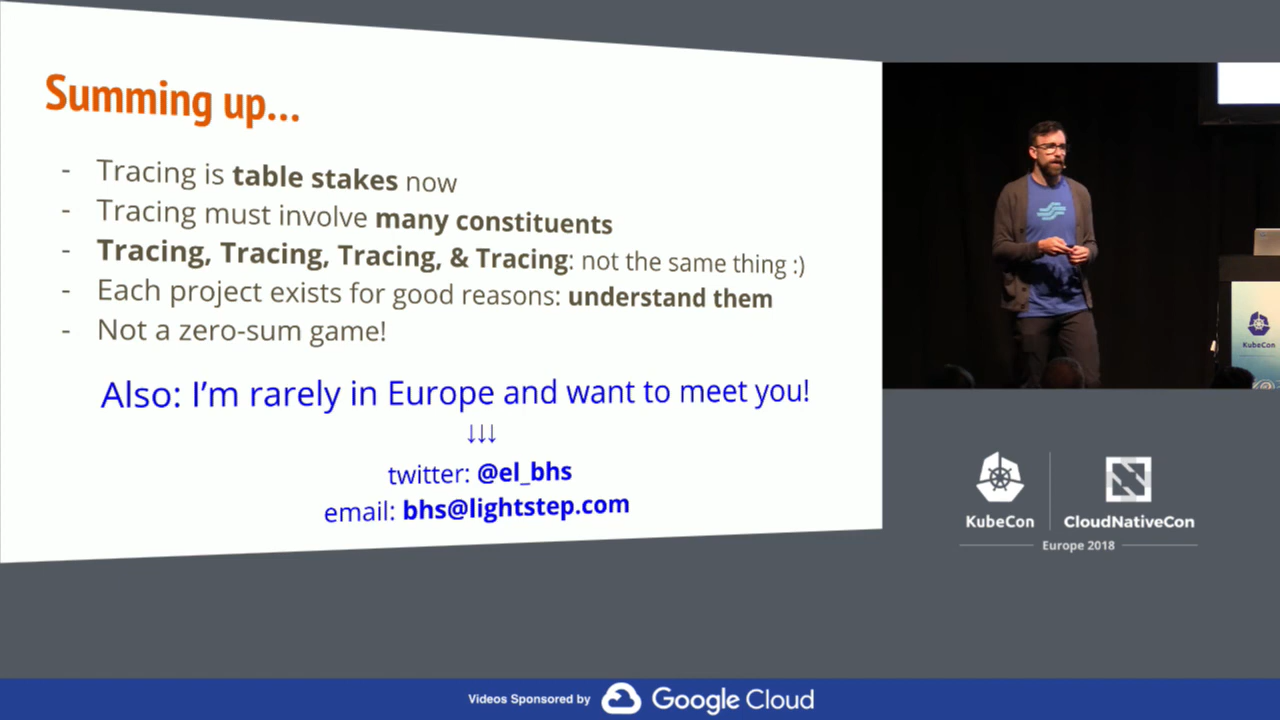 Summing up...
- Tracing is table stakes now
- Tracing must involve many constituents
- Tracing, Tracing, Tracing, & Tracing: not the same thing :)
- Each project exists for good reasons: understand them
- Not a zero-sum game!
Also: I’m rarely in Europe and want to meet you!
↓↓↓
twitter: @el_bhs
email: bhs@lightstep.com
KubeCon
KubeCon
CloudNativeCon
Europe 2018
Videos Sponsored by Google Cloud